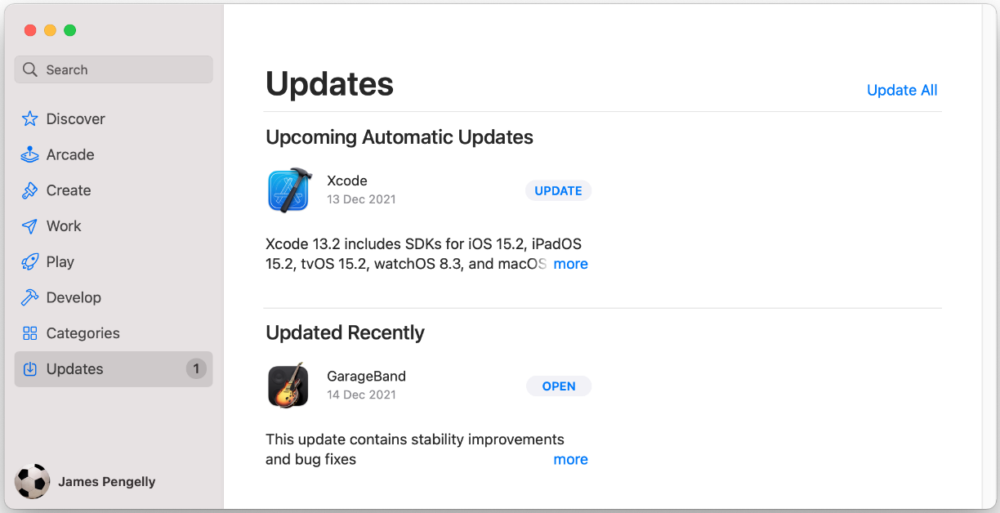 Search
Discover
Arcade
Create
Work
Play
Develop
Categories
Updates 1
James Pengelly
Updates
Update All
Upcoming Automatic Updates
Xcode
13 Dec 2021
UPDATE
Xcode 13.2 includes SDKs for iOS 15.2, iPadOS
15.2, tvOS 15.2, watchOS 8.3, and macOS more
Updated Recently
GarageBand
14 Dec 2021
OPEN
This update contains stability improvements
and bug fixes more